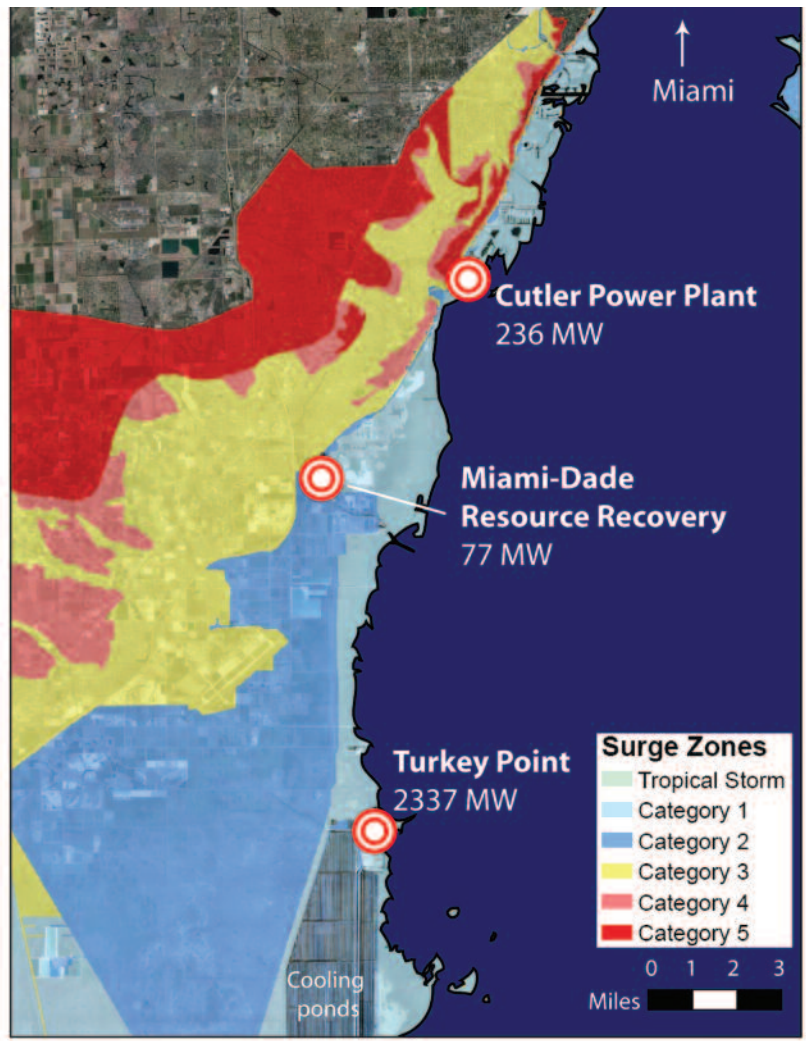 Miami
Cutler Power Plant
236 MW
Miami-Dade
Resource Recovery
77 MW
Turkey Point
2337 MW
Surge Zones
Tropical Storm
Category 1
Category 2
Category 3
Category 4
Category 5
Cooling
ponds
0 1 2 3
Miles